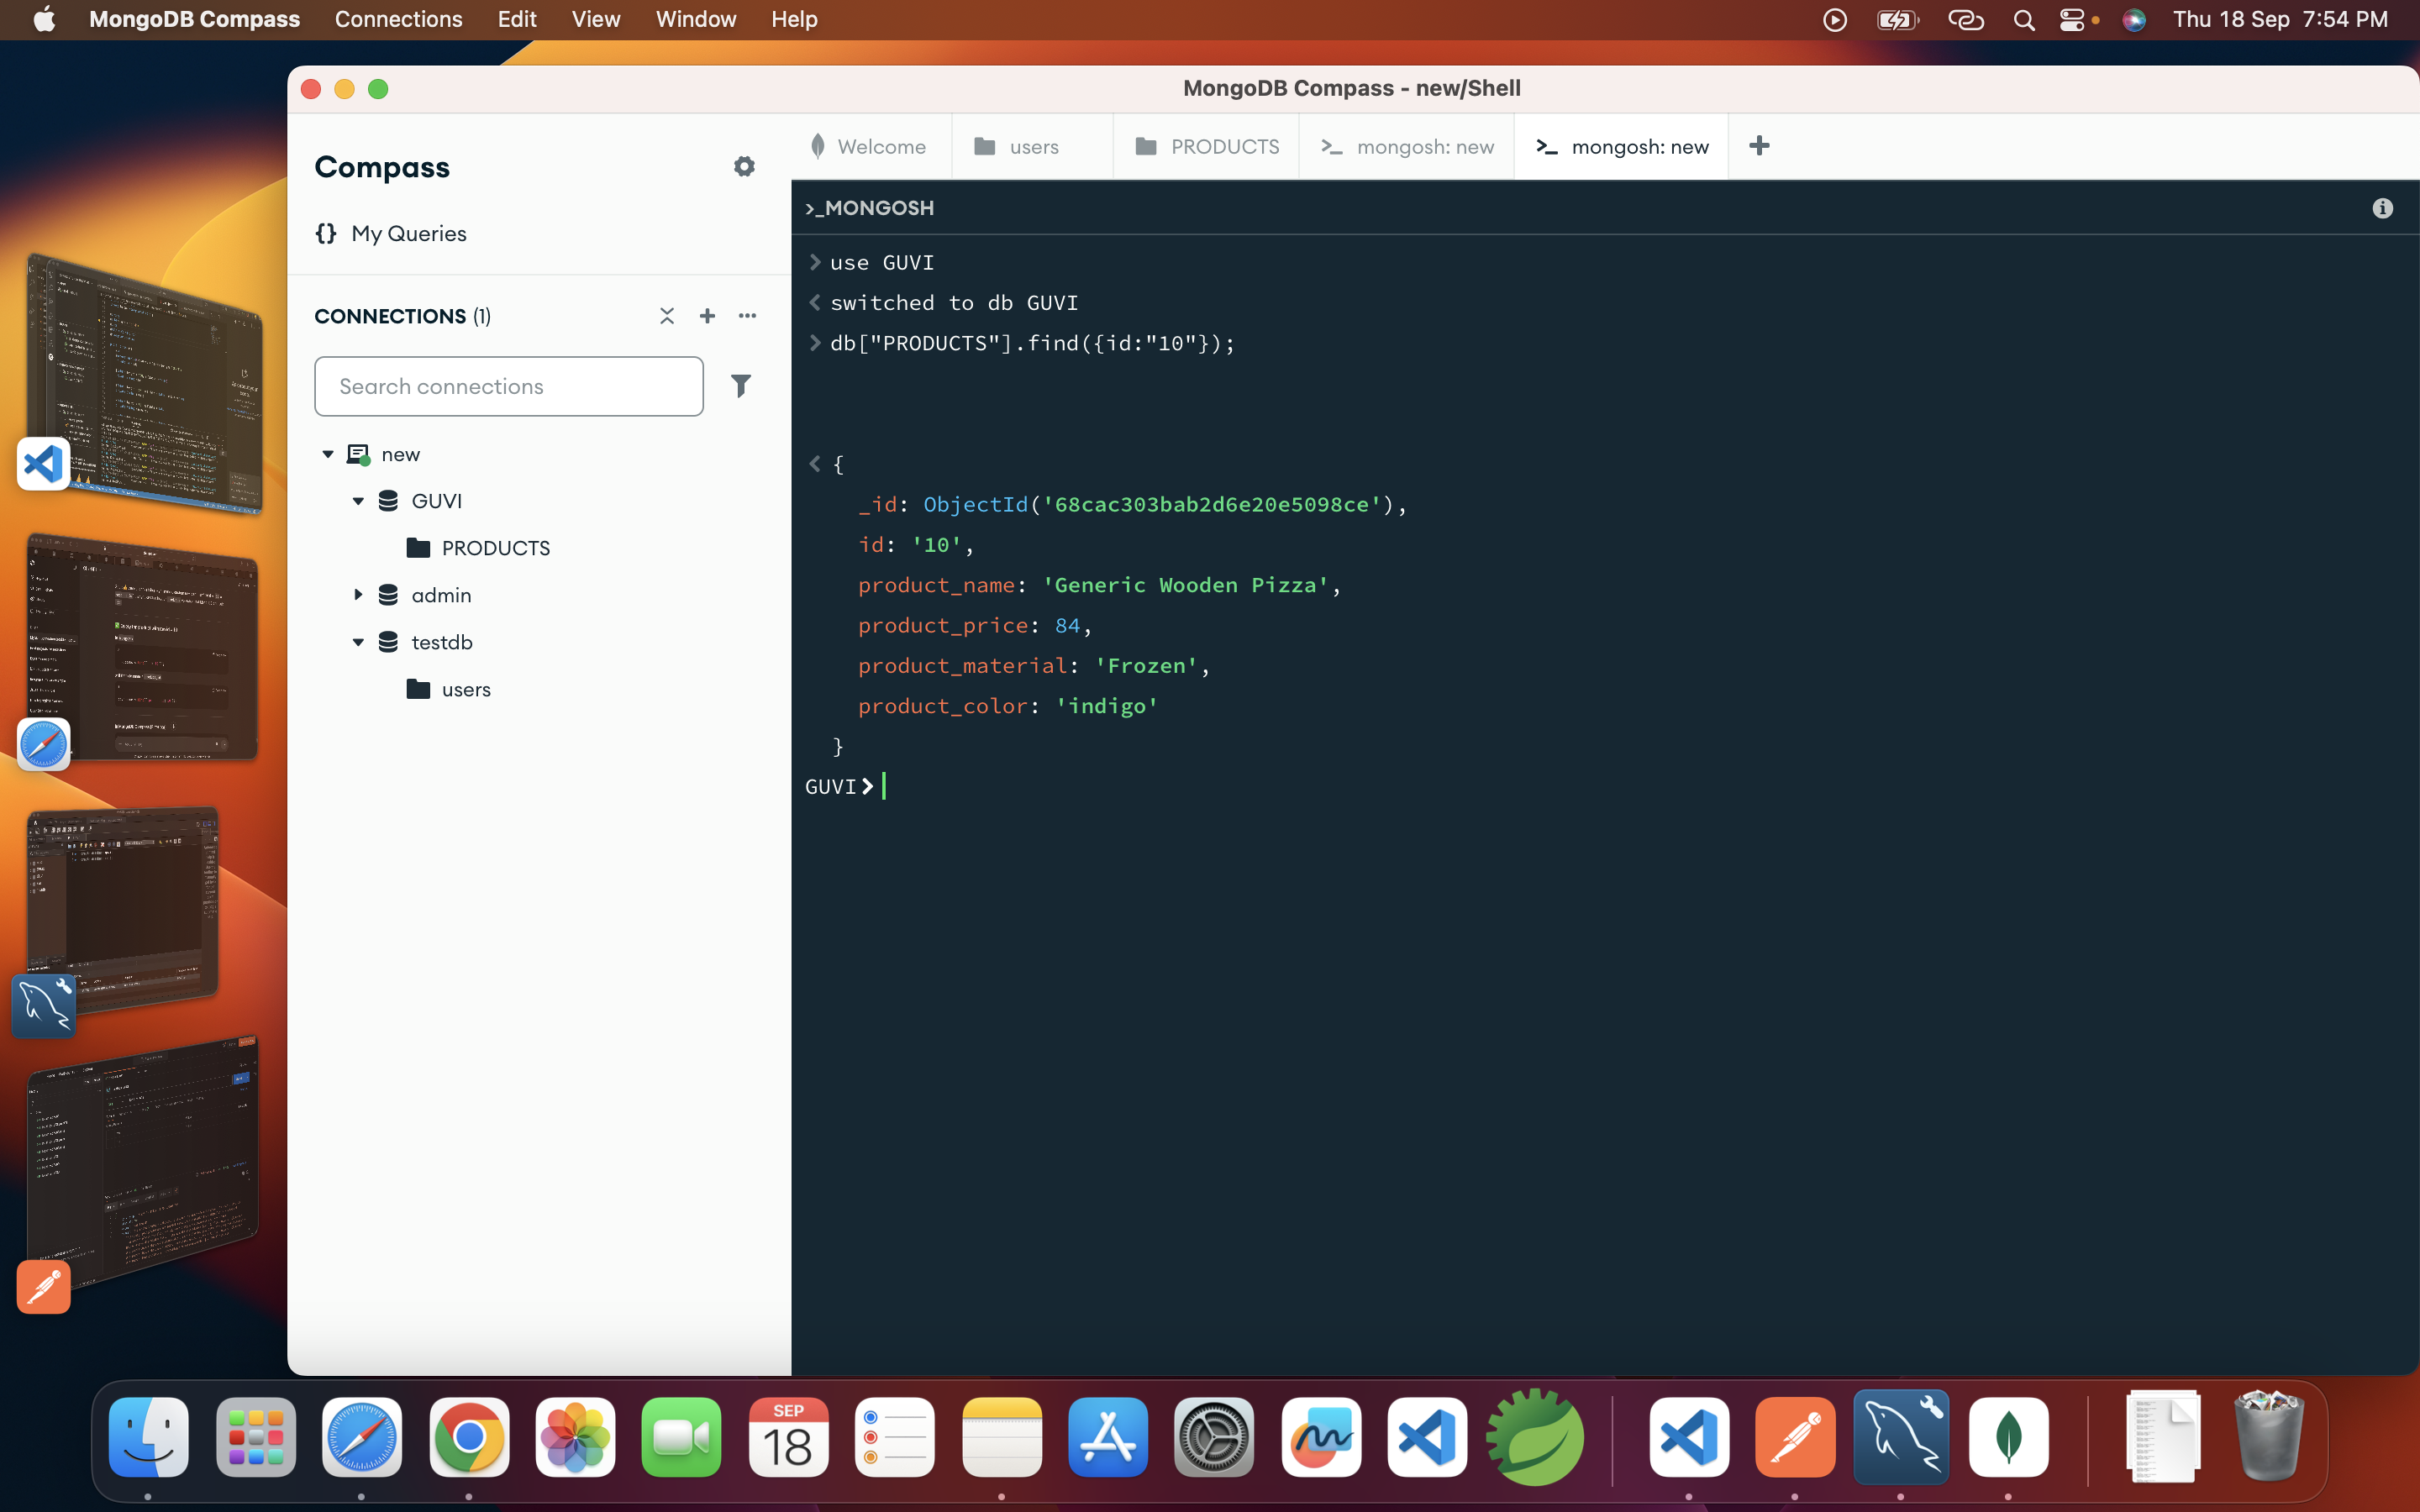 MongoDB Compass Connections Edit View Window Help Thu 18 Sep 7:54 PM
MongoDB Compass - new/Shell
Compass
Welcome users PRODUCTS >_ mongosh: new >_ mongosh: new
{} My Queries
>_MONGOSH
CONNECTIONS (1)
Search connections
new
GUVI
PRODUCTS
admin
testdb
users
> use GUVI
< switched to db GUVI
> db["PRODUCTS"].find({id:"10"});
< {
_id: ObjectId('68cac303bab2d6e20e5098ce'),
id: '10',
product_name: 'Generic Wooden Pizza',
product_price: 84,
product_material: 'Frozen',
product_color: 'indigo'
}
GUVI>
SEP
18